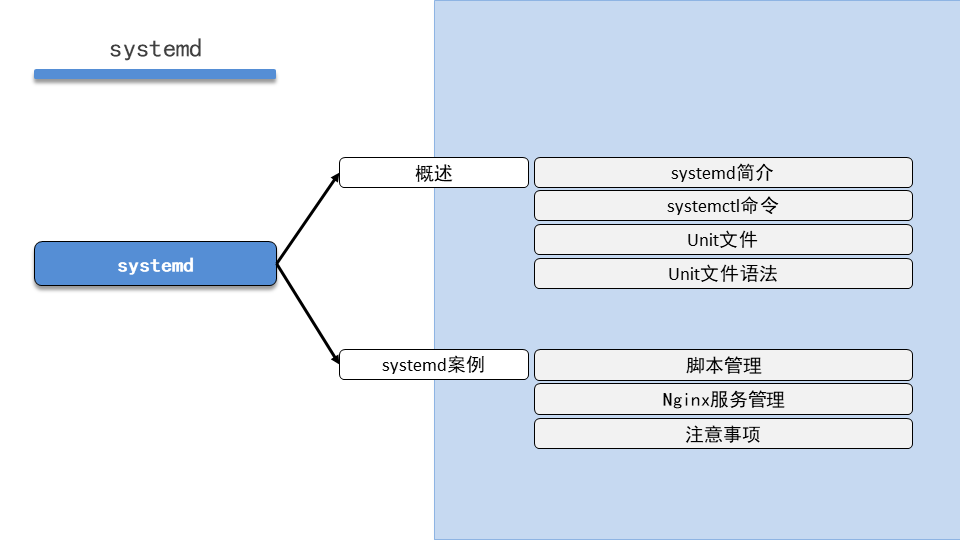 systemd
systemd
概述
systemd简介
systemctl命令
Unit文件
Unit文件语法
systemd案例
脚本管理
Nginx服务管理
注意事项